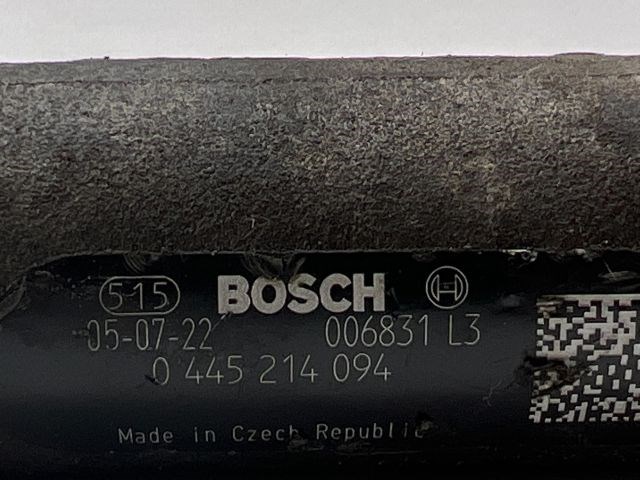 515 BOSCH
05-07-22 006831 L3
0 445 214 094
Made in Czech Republic